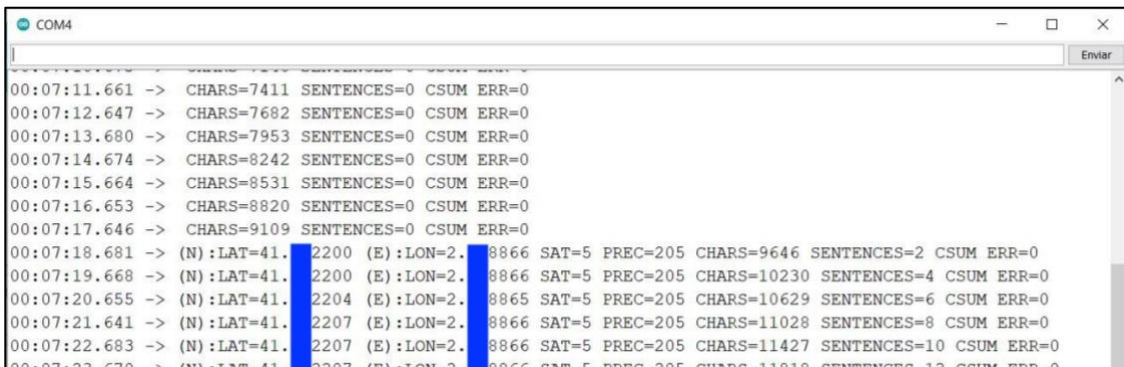 COM4
Enviar
00:07:11.661 -> CHARS=7411 SENTENCES=0 CSUM ERR=0
00:07:12.647 -> CHARS=7682 SENTENCES=0 CSUM ERR=0
00:07:13.680 -> CHARS=7953 SENTENCES=0 CSUM ERR=0
00:07:14.674 -> CHARS=8242 SENTENCES=0 CSUM ERR=0
00:07:15.664 -> CHARS=8531 SENTENCES=0 CSUM ERR=0
00:07:16.653 -> CHARS=8820 SENTENCES=0 CSUM ERR=0
00:07:17.646 -> CHARS=9109 SENTENCES=0 CSUM ERR=0
00:07:18.681 -> (N):LAT=41. 2200 (E):LON=2. 8866 SAT=5 PREC=205 CHARS=9646 SENTENCES=2 CSUM ERR=0
00:07:19.668 -> (N):LAT=41. 2200 (E):LON=2. 8866 SAT=5 PREC=205 CHARS=10230 SENTENCES=4 CSUM ERR=0
00:07:20.655 -> (N):LAT=41. 2204 (E):LON=2. 8865 SAT=5 PREC=205 CHARS=10629 SENTENCES=6 CSUM ERR=0
00:07:21.641 -> (N):LAT=41. 2207 (E):LON=2. 8866 SAT=5 PREC=205 CHARS=11028 SENTENCES=8 CSUM ERR=0
00:07:22.683 -> (N):LAT=41. 2207 (E):LON=2. 8866 SAT=5 PREC=205 CHARS=11427 SENTENCES=10 CSUM ERR=0